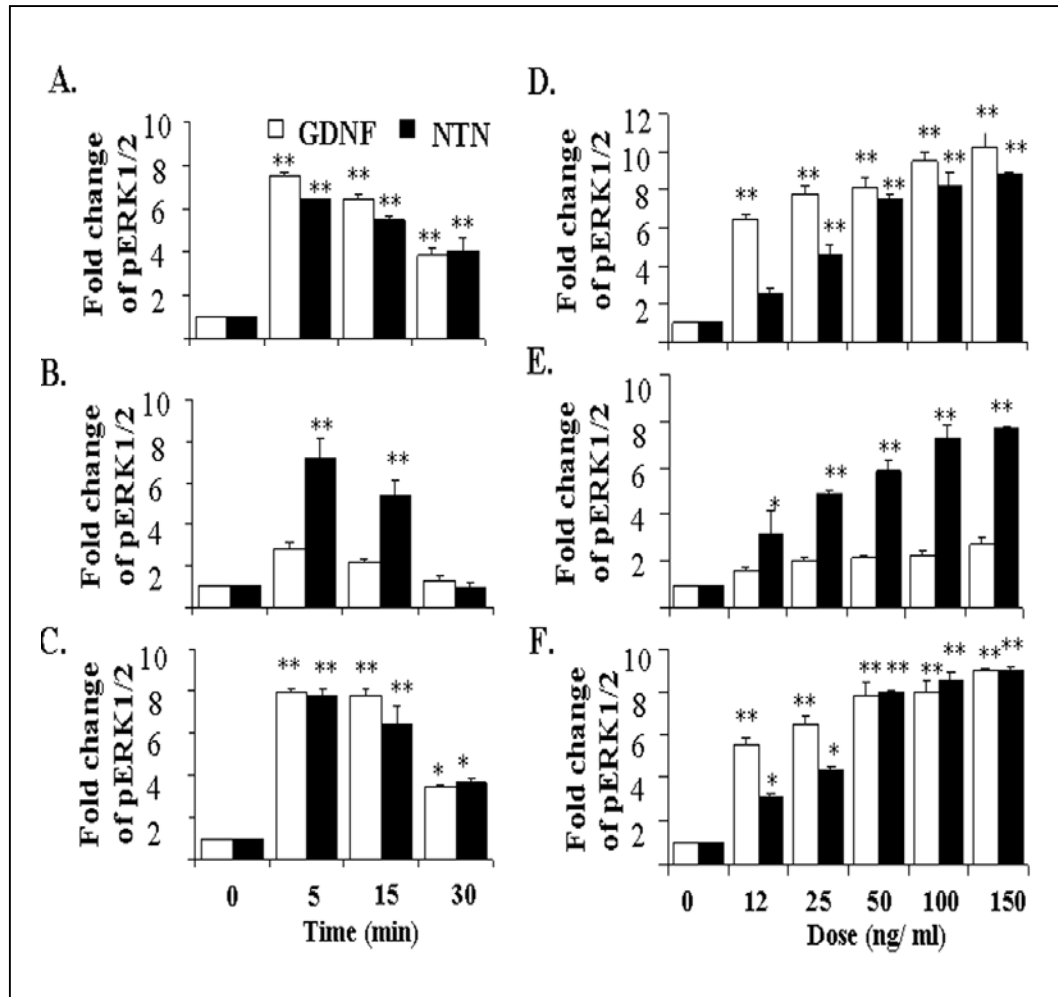 A.
Fold change
of pERK1/2
10
8
6
4
2
GDNF NTN
** ** ** ** ** **
B.
Fold change
of pERK1/2
10
8
6
4
2
** **
C.
Fold change
of pERK1/2
10
8
6
4
2
** ** ** ** * *
0 5 15 30
Time (min)
D.
Fold change
of pERK1/2
12
10
8
6
4
2
** ** ** ** ** ** ** ** **
E.
Fold change
of pERK1/2
10
8
6
4
2
* ** ** ** **
F.
Fold change
of pERK1/2
10
8
6
4
2
** * ** * ** ** ** ** ** **
0 12 25 50 100 150
Dose (ng/ ml)